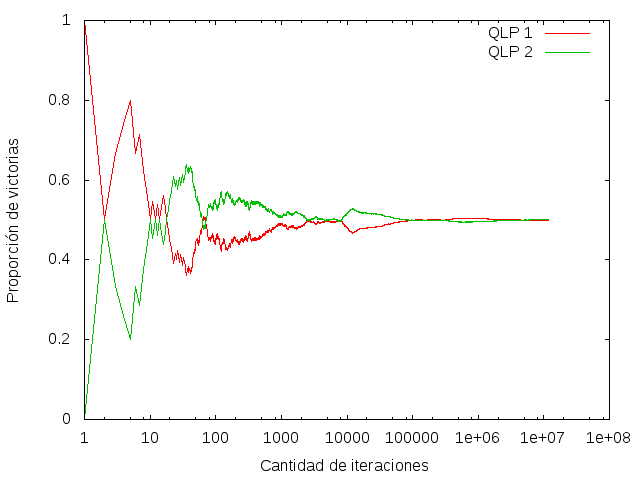 QLP 1
QLP 2
Proporción de victorias
1
0.8
0.6
0.4
0.2
0
1 10 100 1000 10000 100000 1e+06 1e+07 1e+08
Cantidad de iteraciones